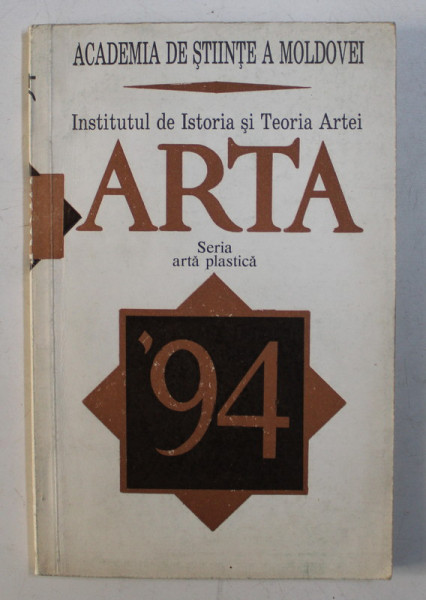 ACADEMIA DE ŞTIINŢE A MOLDOVEI
Institutul de Istoria şi Teoria Artei
ARTA
Seria
artă plastică
'94